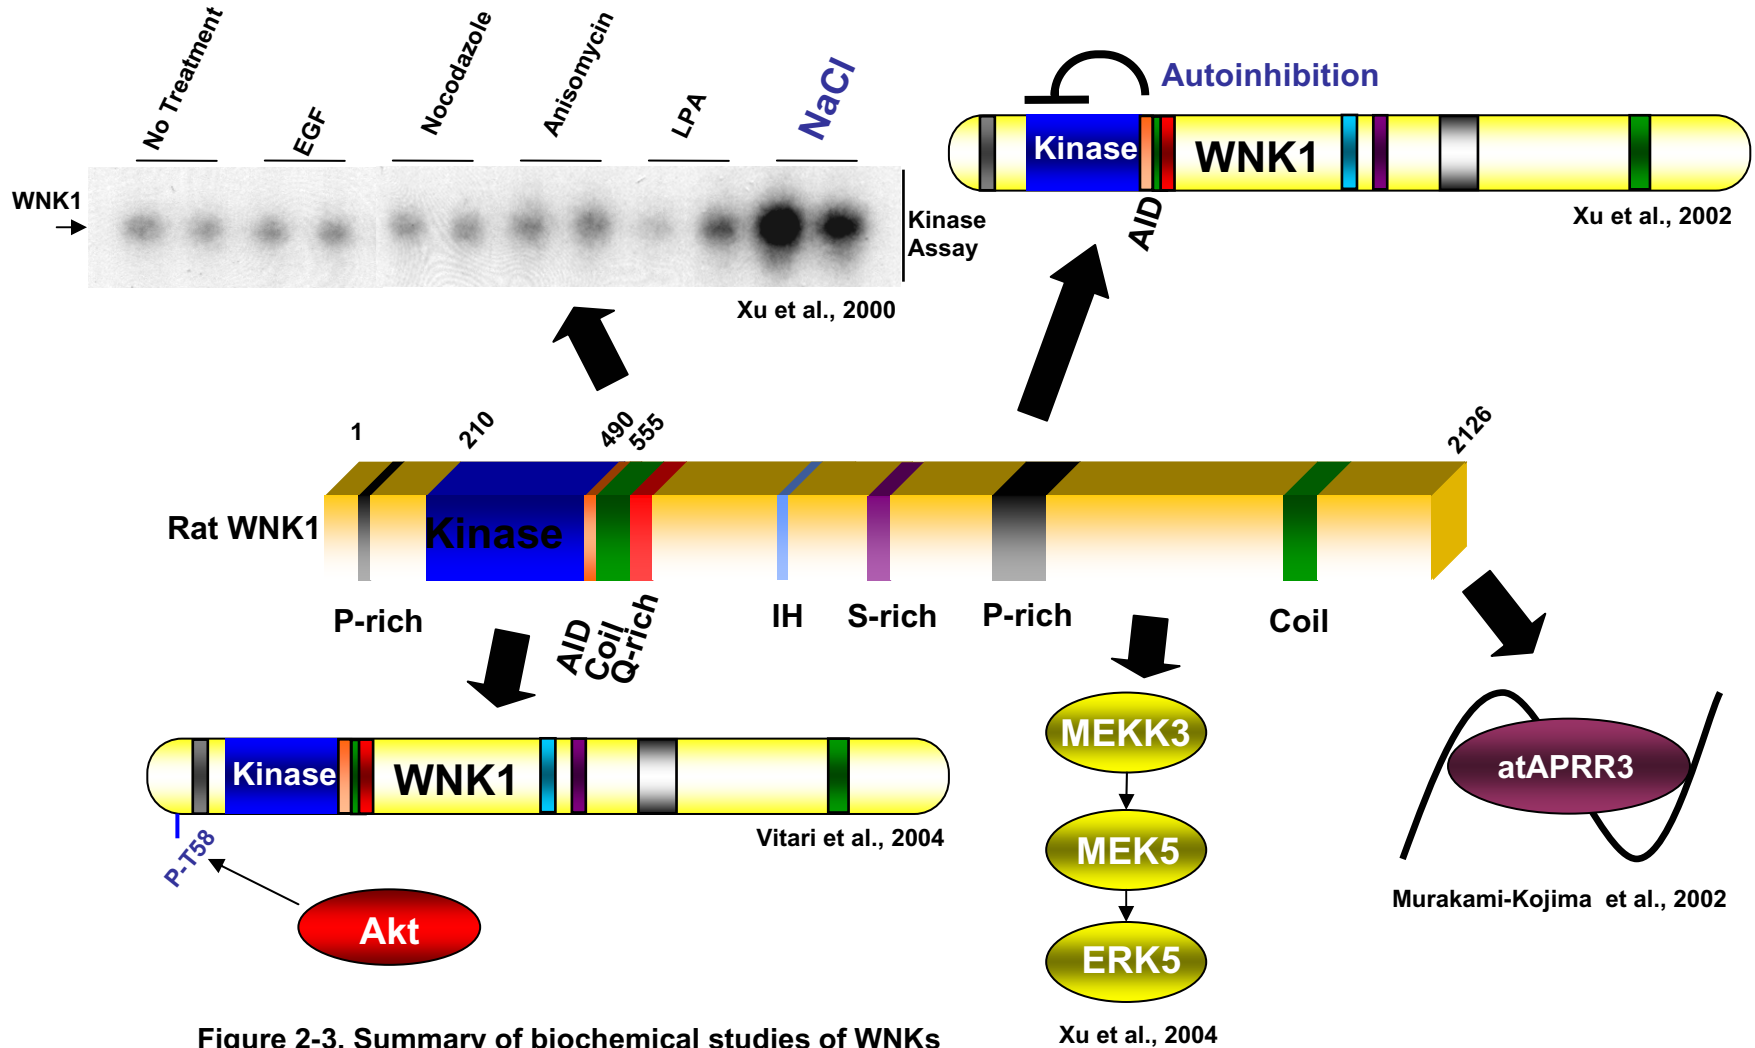 No Treatment
EGF
Nocodazole
Anisomycin
LPA
NaCl
WNK1
Kinase
Assay
Xu et al., 2000
Autoinhibition
Kinase
WNK1
AID
Xu et al., 2002
1
210
490
555
2126
Rat WNK1
Kinase
P-rich
AID
Coil
Q-rich
IH
S-rich
P-rich
Coil
Kinase
WNK1
Vitari et al., 2004
P-T58
Akt
MEKK3
MEK5
ERK5
Xu et al., 2004
atAPRR3
Murakami-Kojima et al., 2002
Figure 2-3. Summary of biochemical studies of WNKs